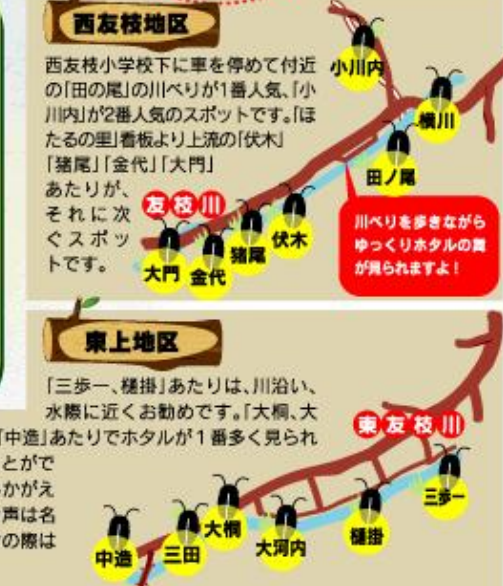 西友枝地区
西友枝小学校下に車を停めて付近
の「田の尾」の川べりが1番人気、「小
川内」が2番人気のスポットです。「ほ
たるの里」看板より上流の「伏木」
「猪尾」「金代」「大門」
あたりが、
それに次
ぐスポッ
トです。
小川内
横川
田ノ尾
友枝川
伏木
猪尾
金代
大門
川べりを歩きながら
ゆっくりホタルの舞
が見られますよ！
東上地区
「三歩一、樋掛」あたりは、川沿い、
水際に近くお勧めです。「大桐、大
「中造」あたりでホタルが1番多く見られ
とがで
かがえ
声は名
の際は
東友枝川
三歩一
樋掛
大河内
大桐
三田
中造